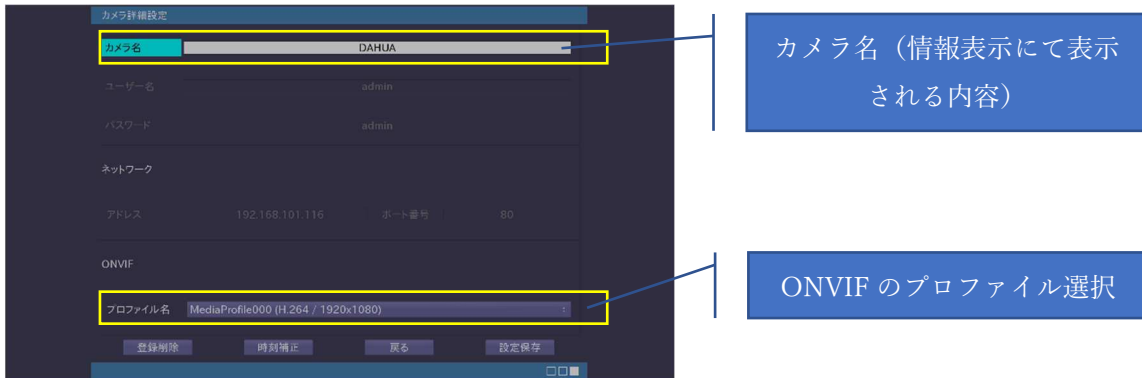 カメラ詳細設定
カメラ名 DAHUA
ユーザー名 admin
パスワード admin
ネットワーク
アドレス 192.168.101.116 ポート番号 80
ONVIF
プロファイル名 MediaProfile000 (H.264 / 1920x1080)
登録削除 時刻補正 戻る 設定保存
カメラ名（情報表示にて表示
される内容）
ONVIF のプロファイル選択